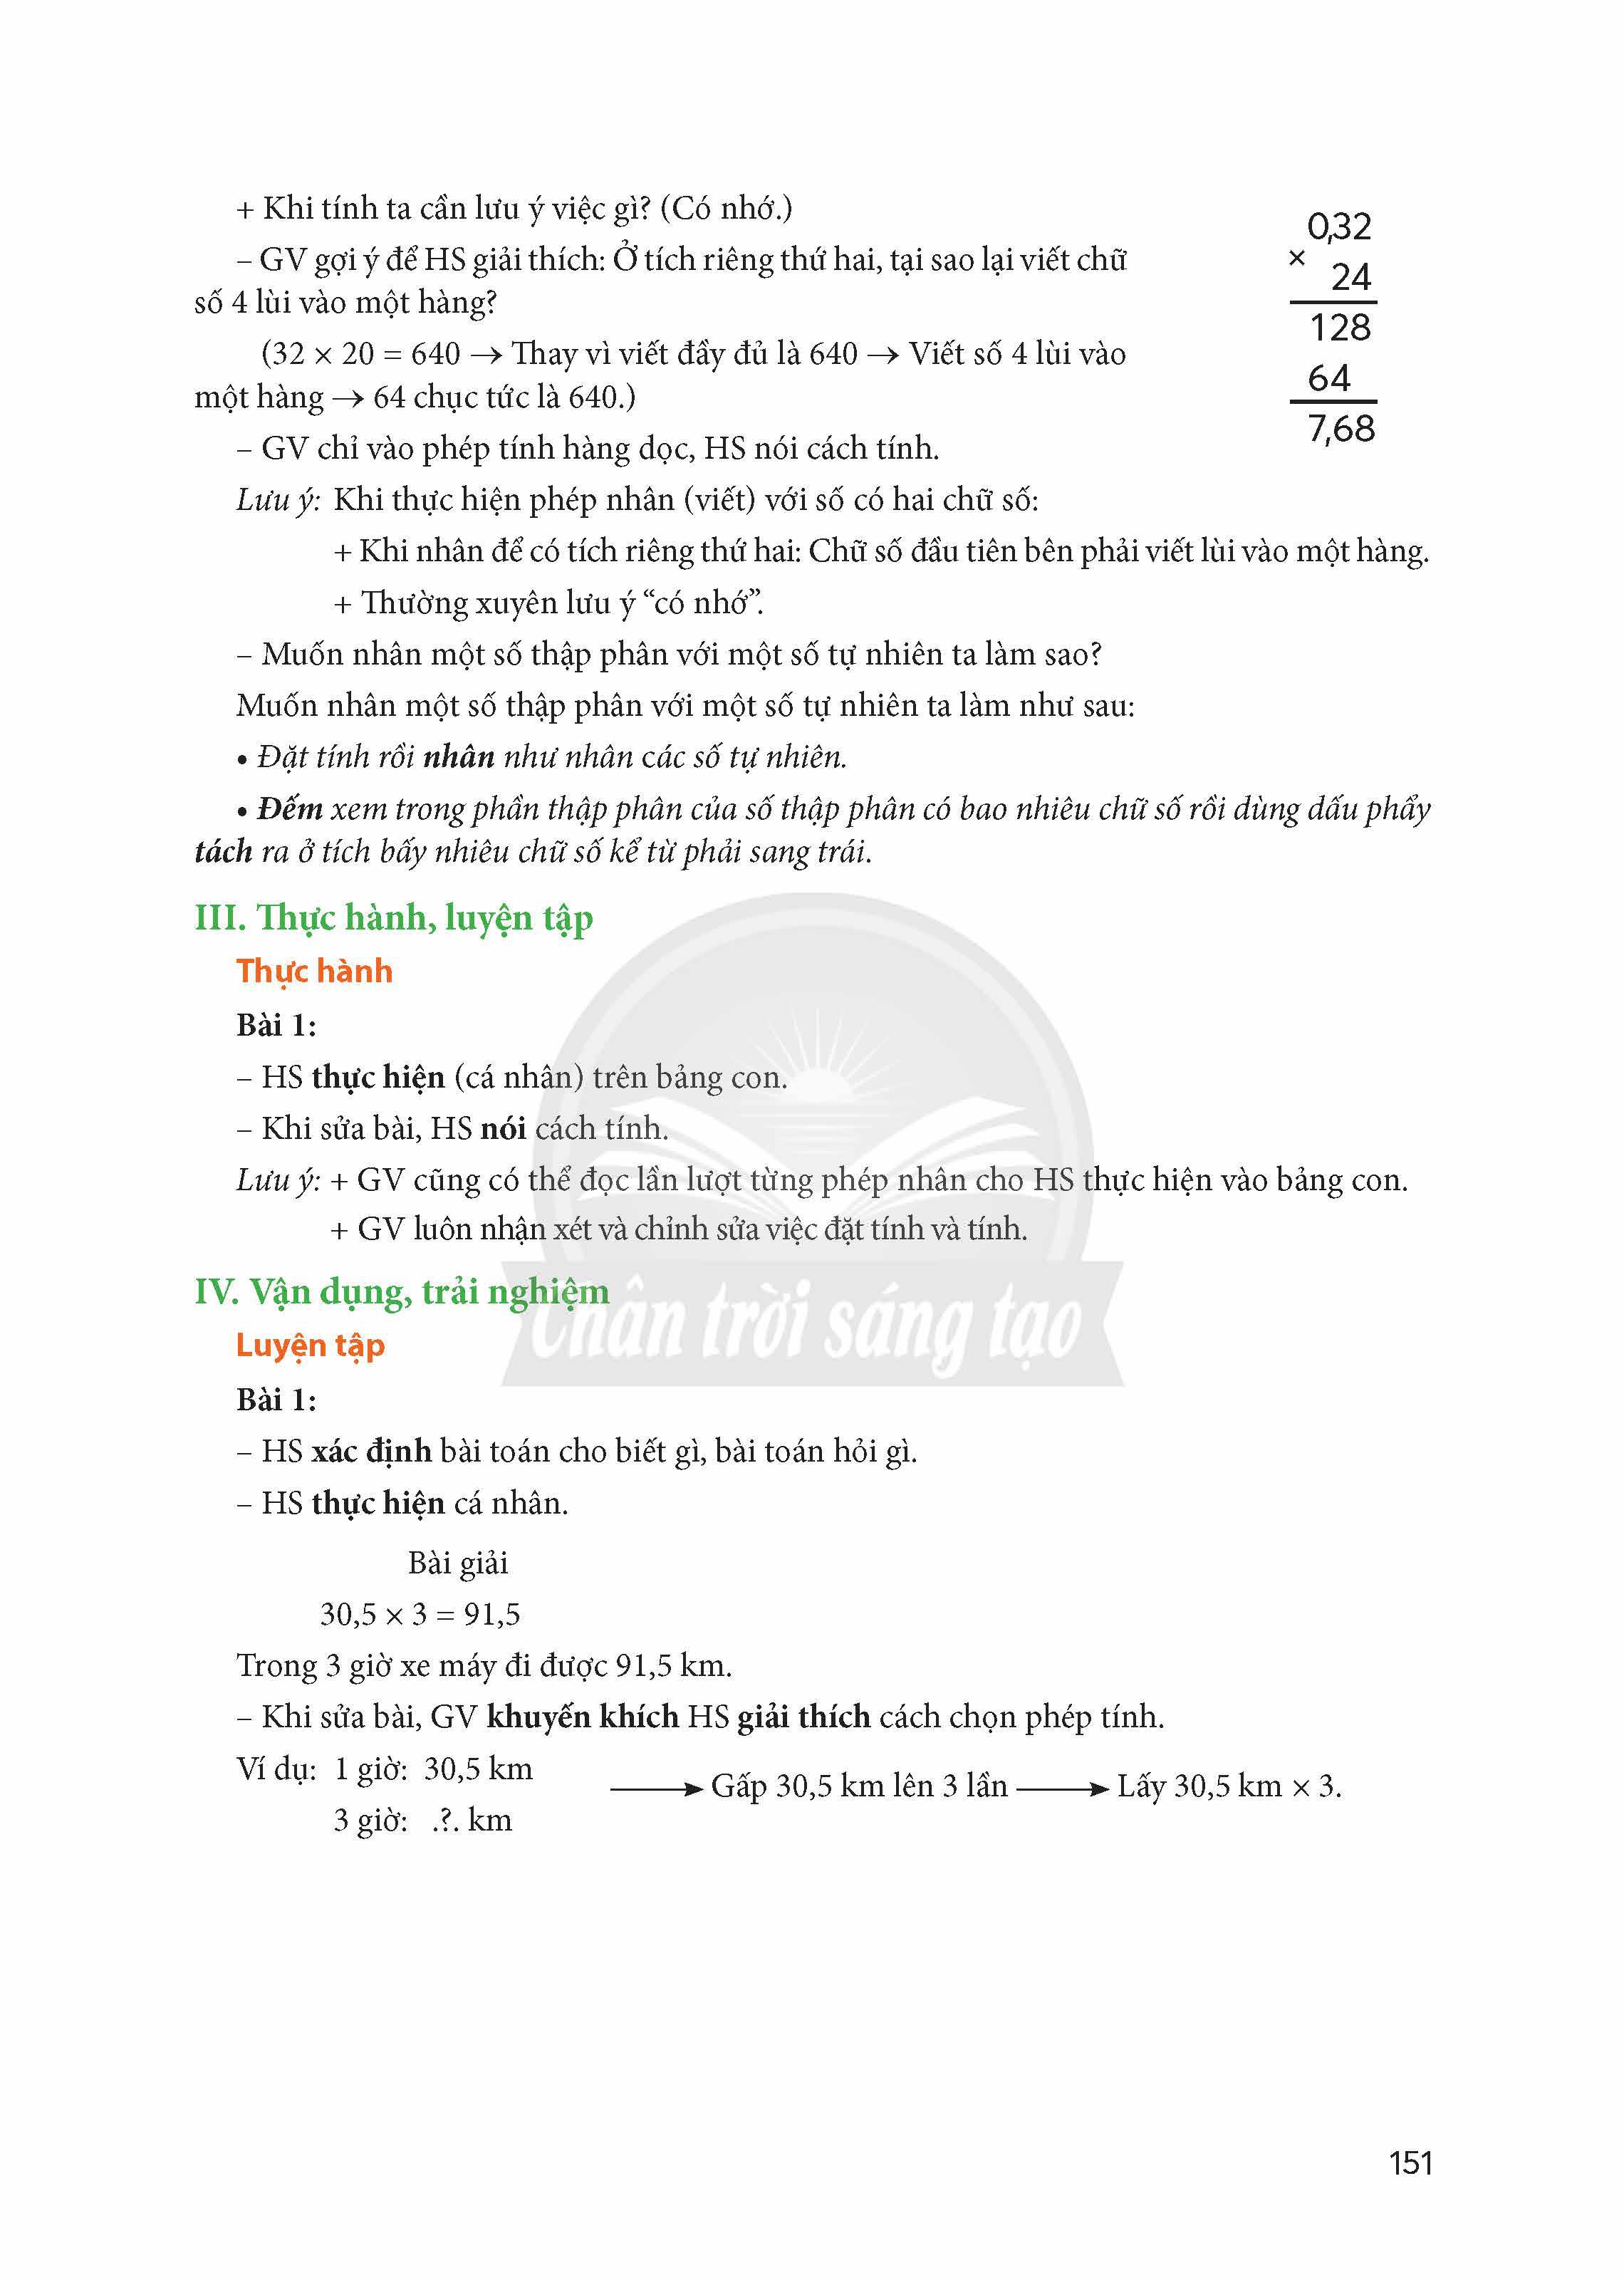 + Khi tính ta cần lưu ý việc gì? (Có nhớ.)
– GV gợi ý để HS giải thích: Ở tích riêng thứ hai, tại sao lại viết chữ
số 4 lùi vào một hàng?
(32 × 20 = 640 → Thay vì viết đầy đủ là 640 → Viết số 4 lùi vào
một hàng → 64 chục tức là 640.)
– GV chỉ vào phép tính hàng dọc, HS nói cách tính.
0,32
×
24
128
64
7,68
Lưu ý: Khi thực hiện phép nhân (viết) với số có hai chữ số:
+ Khi nhân để có tích riêng thứ hai: Chữ số đầu tiên bên phải viết lùi vào một hàng.
+ Thường xuyên lưu ý “có nhớ”.
– Muốn nhân một số thập phân với một số tự nhiên ta làm sao?
Muốn nhân một số thập phân với một số tự nhiên ta làm như sau:
• Đặt tính rồi nhân như nhân các số tự nhiên.
• Đếm xem trong phần thập phân của số thập phân có bao nhiêu chữ số rồi dùng dấu phẩy
tách ra ở tích bấy nhiêu chữ số kể từ phải sang trái.
III. Thực hành, luyện tập
Thực hành
Bài 1:
– HS thực hiện (cá nhân) trên bảng con.
– Khi sửa bài, HS nói cách tính.
Lưu ý: + GV cũng có thể đọc lần lượt từng phép nhân cho HS thực hiện vào bảng con.
+ GV luôn nhận xét và chỉnh sửa việc đặt tính và tính.
IV. Vận dụng, trải nghiệm
Chân trời sáng tạo
Luyện tập
Bài 1:
– HS xác định bài toán cho biết gì, bài toán hỏi gì.
– HS thực hiện cá nhân.
Bài giải
30,5 × 3 = 91,5
Trong 3 giờ xe máy đi được 91,5 km.
– Khi sửa bài, GV khuyến khích HS giải thích cách chọn phép tính.
Ví dụ: 1 giờ: 30,5 km
3 giờ: .?. km
→ Gấp 30,5 km lên 3 lần → Lấy 30,5 km × 3.
151